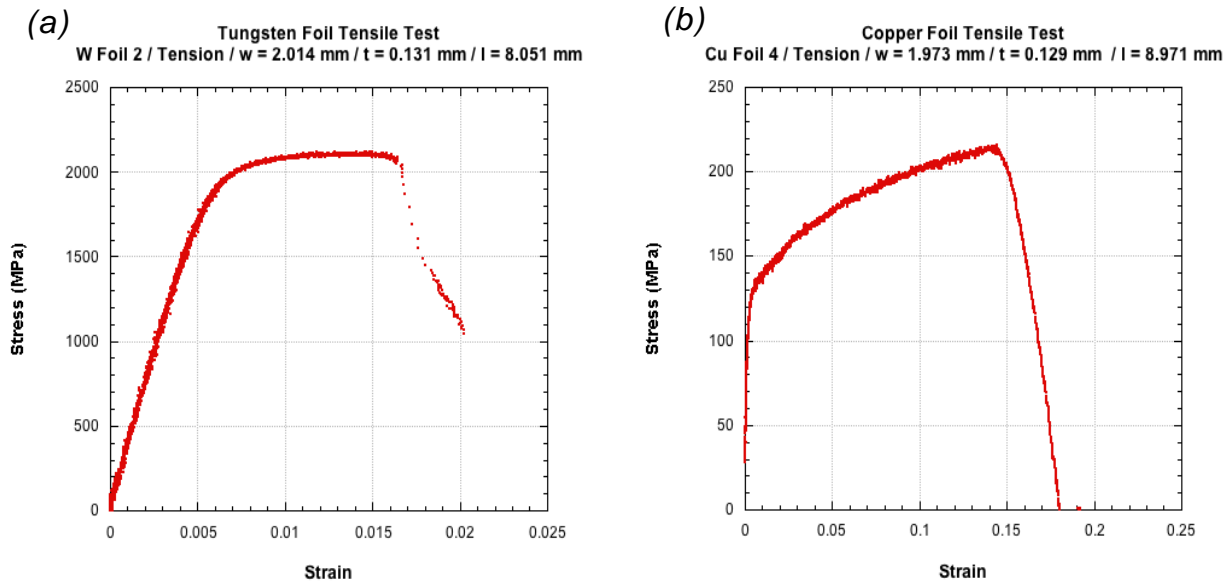 (a)
Tungsten Foil Tensile Test
W Foil 2 / Tension / w = 2.014 mm / t = 0.131 mm / l = 8.051 mm
2500
2000
1500
1000
500
0
Stress (MPa)
0 0.005 0.01 0.015 0.02 0.025
Strain
(b)
Copper Foil Tensile Test
Cu Foil 4 / Tension / w = 1.973 mm / t = 0.129 mm / l = 8.971 mm
250
200
150
100
50
0
Stress (MPa)
0 0.05 0.1 0.15 0.2 0.25
Strain